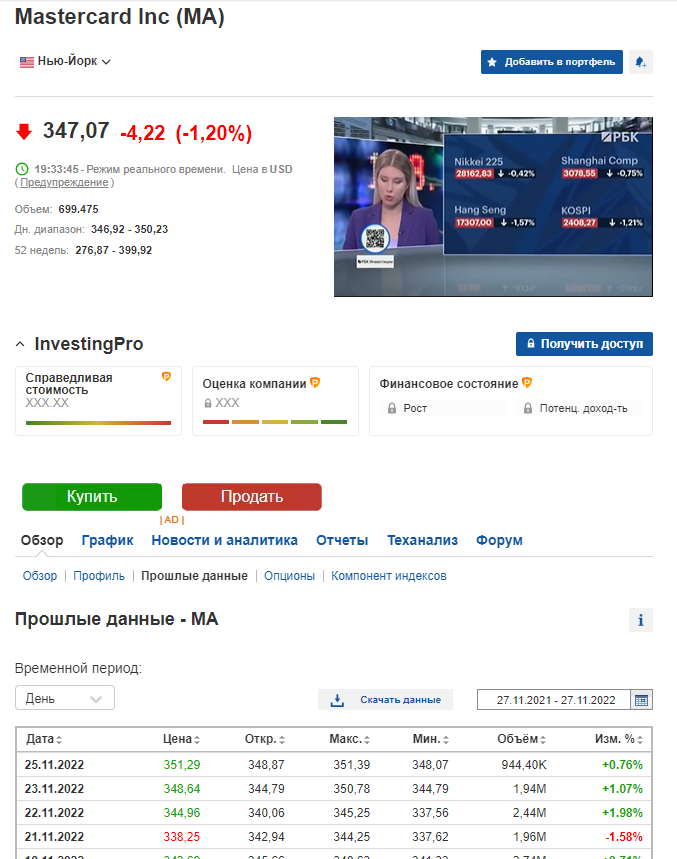 Mastercard Inc (MA)
Нью-Йорк
Добавить в портфель
347,07 -4,22 (-1,20%)
19:33:45 - Режим реального времени. Цена в USD
( Предупреждение )
Объем: 699.475
Дн. диапазон: 346,92 - 350,23
52 недель: 276,87 - 399,92
РБК
Nikkei 225 Shanghai Comp
28162,83 -0,42% 3078,55 -0,75%
Hang Seng KOSPI
17307,00 -1,57% 2408,27 -1,21%
РБК Инвестиции
InvestingPro
Получить доступ
Справедливая
стоимость
XXX.XX
Оценка компании
XXX
Финансовое состояние
Рост Потенц. доход-ть
Купить Продать
| AD |
Обзор График Новости и аналитика Отчеты Теханализ Форум
Обзор | Профиль | Прошлые данные | Опционы | Компонент индексов
Прошлые данные - MA
i
Временной период:
День Скачать данные 27.11.2021 - 27.11.2022
Дата Цена Откр. Макс. Мин. Объём Изм. %
25.11.2022 351,29 348,87 351,39 348,07 944,40K +0.76%
23.11.2022 348,64 344,79 350,78 344,79 1,94M +1.07%
22.11.2022 344,96 340,06 345,25 337,56 2,44M +1.98%
21.11.2022 338,25 342,94 344,25 337,62 1,96M -1.58%